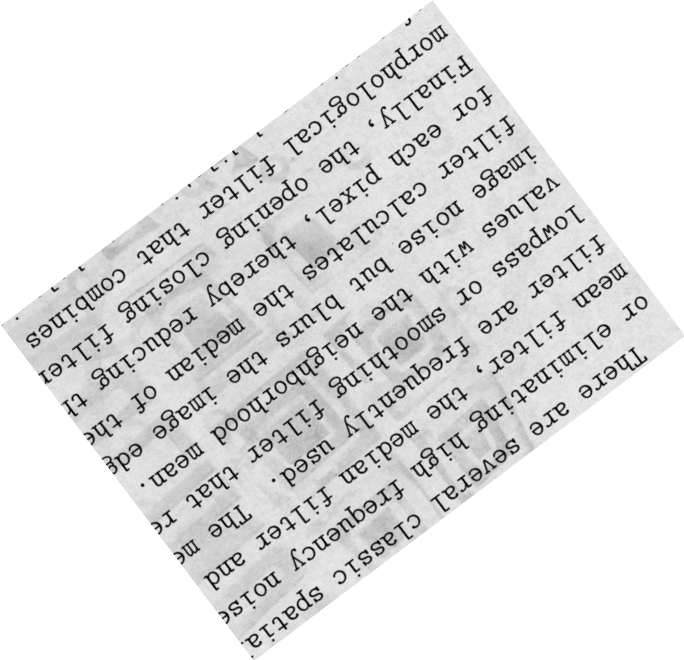 There are several classic spatia
or eliminating high frequency noise
mean filter, the median filter and
filter are frequently used. The me
lowpass or smoothing filter that re
values with the neighborhood mean.
image noise but blurs the image edge
filter calculates the median of the
for each pixel, thereby reducing th
Finally, the opening closing filter
morphological filter that combines